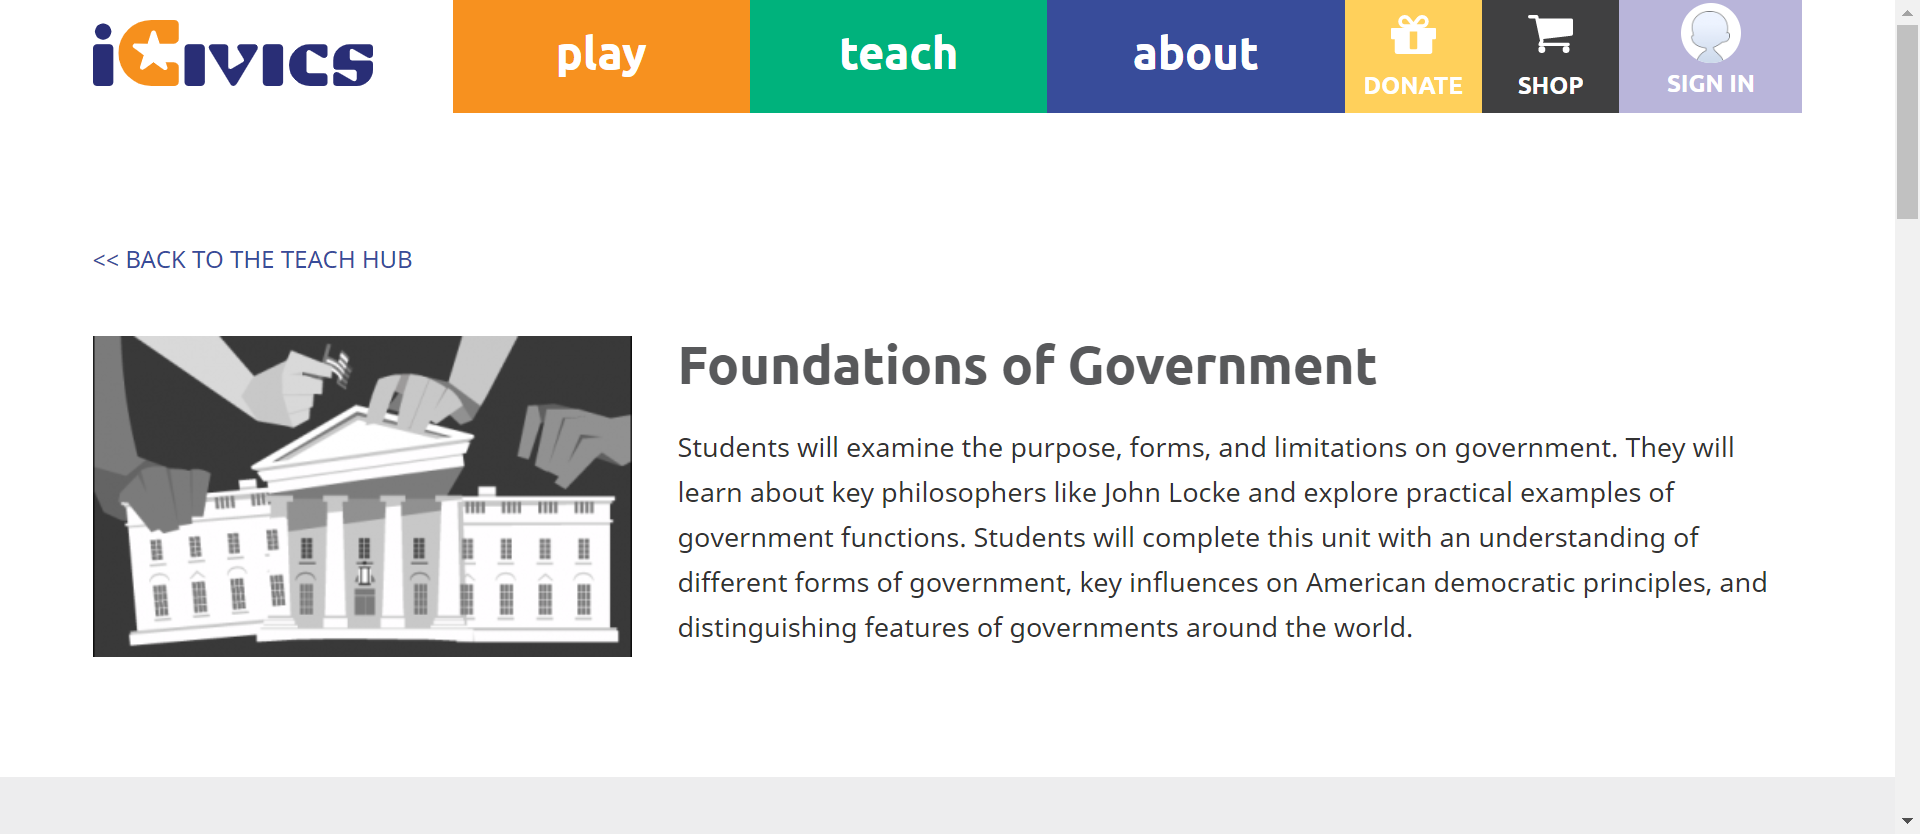 iCivics
play
teach
about
DONATE
SHOP
SIGN IN
<< BACK TO THE TEACH HUB
Foundations of Government
Students will examine the purpose, forms, and limitations on government. They will
learn about key philosophers like John Locke and explore practical examples of
government functions. Students will complete this unit with an understanding of
different forms of government, key influences on American democratic principles, and
distinguishing features of governments around the world.